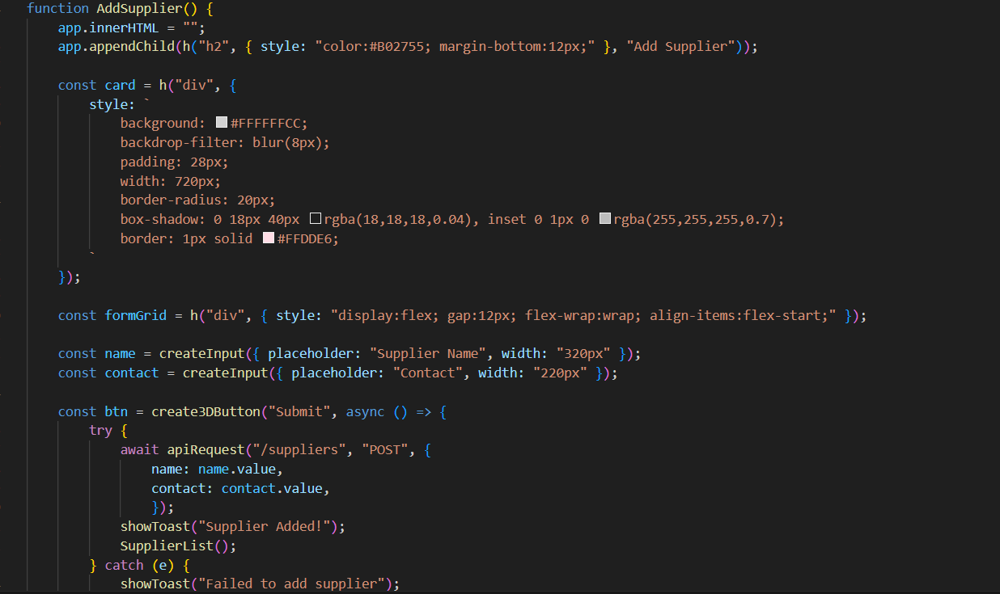 function AddSupplier() {
    app.innerHTML = "";
    app.appendChild(h("h2", { style: "color:#B02755; margin-bottom:12px;" }, "Add Supplier"));

    const card = h("div", {
        style: `
            background: #FFFFFFCC;
            backdrop-filter: blur(8px);
            padding: 28px;
            width: 720px;
            border-radius: 20px;
            box-shadow: 0 18px 40px rgba(18,18,18,0.04), inset 0 1px 0 rgba(255,255,255,0.7);
            border: 1px solid #FFDDE6;
        `
    });

    const formGrid = h("div", { style: "display:flex; gap:12px; flex-wrap:wrap; align-items:flex-start;" });

    const name = createInput({ placeholder: "Supplier Name", width: "320px" });
    const contact = createInput({ placeholder: "Contact", width: "220px" });

    const btn = create3DButton("Submit", async () => {
        try {
            await apiRequest("/suppliers", "POST", {
                name: name.value,
                contact: contact.value,
                });
            showToast("Supplier Added!");
            SupplierList();
        } catch (e) {
            showToast("Failed to add supplier");